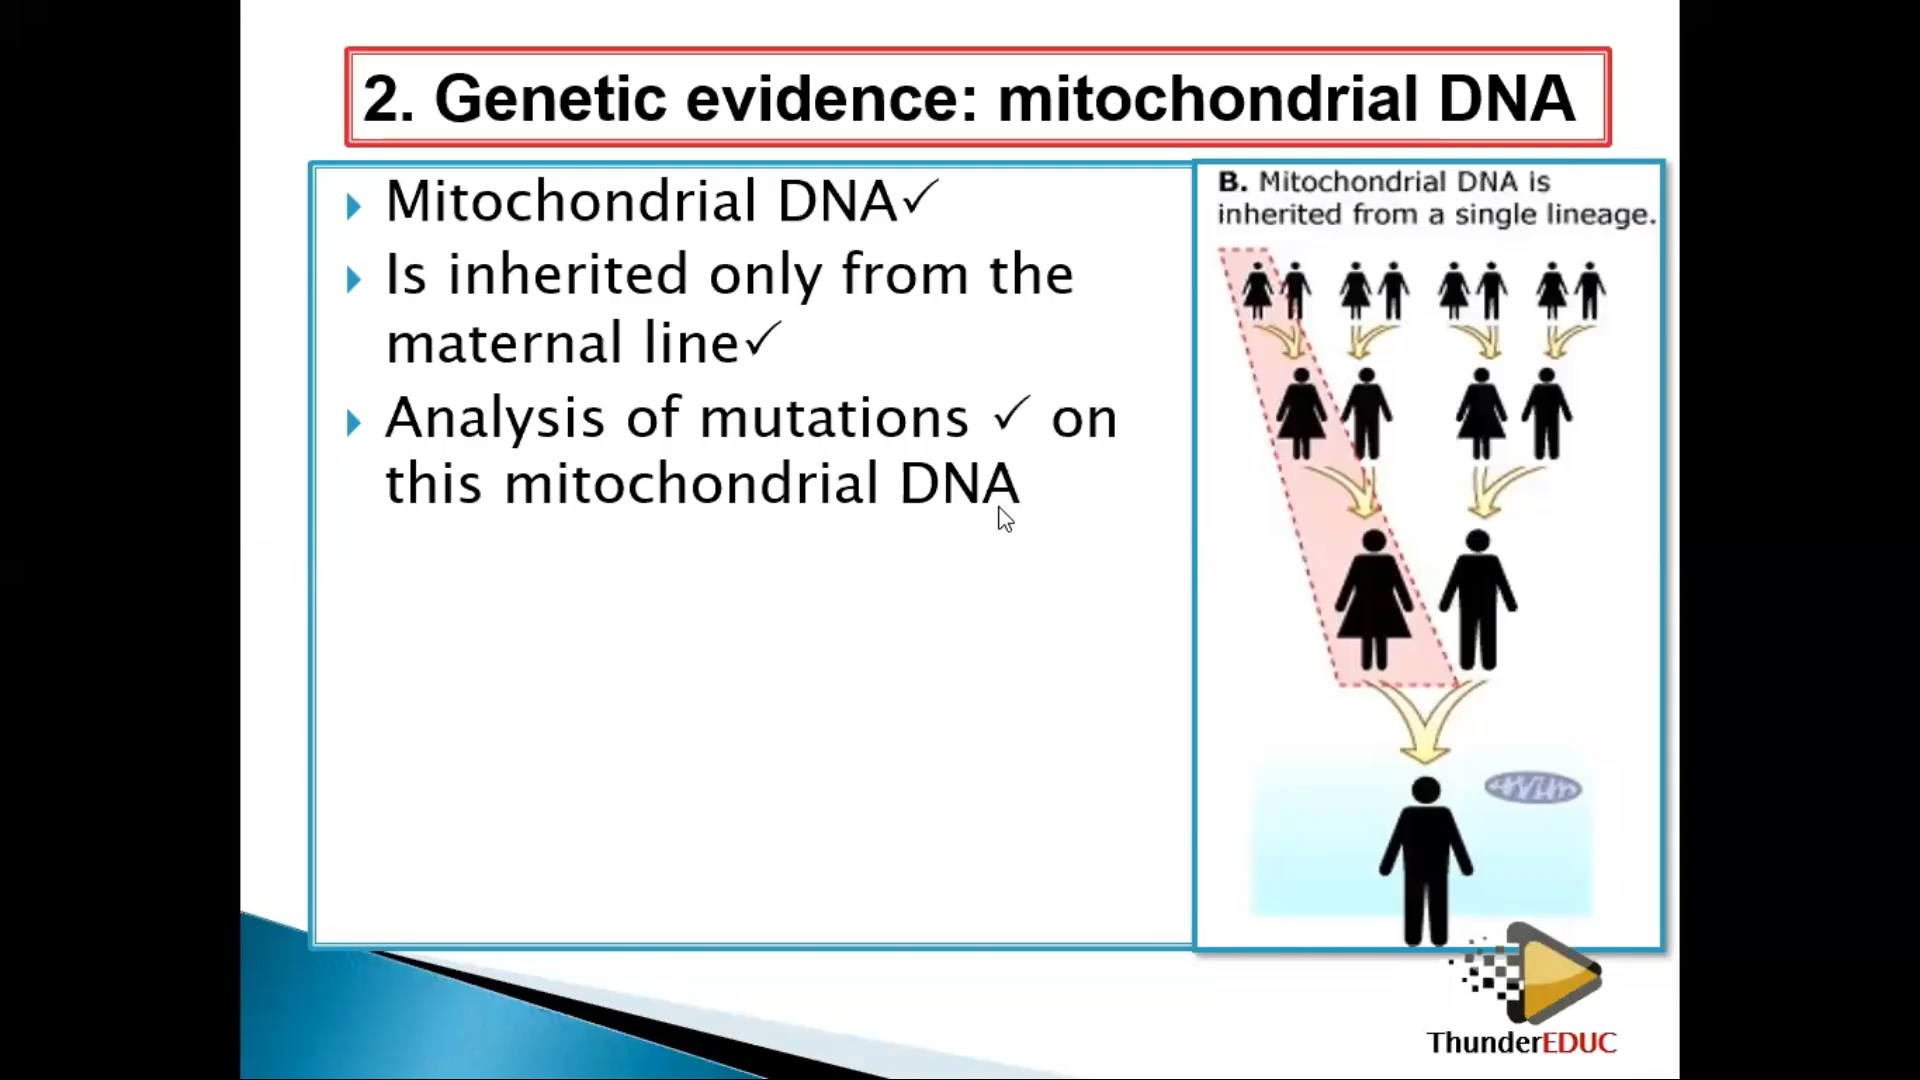 2. Genetic evidence: mitochondrial DNA
Mitochondrial DNA✓
Is inherited only from the
maternal line✓
Analysis of mutations ✓ on
this mitochondrial DNA
B. Mitochondrial DNA is
inherited from a single lineage.
ThunderEDUC